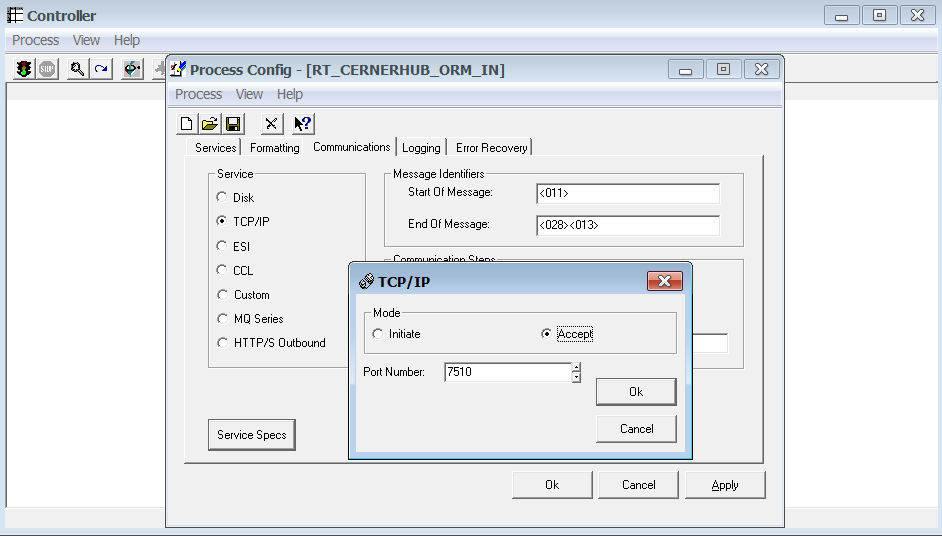 Controller
Process View Help
STOP
Process Config - [RT_CERNERHUB_ORM_IN]
Process View Help
Services Formatting Communications Logging Error Recovery
Service
Disk
TCP/IP
ESI
CCL
Custom
MQ Series
HTTP/S Outbound
Service Specs
Message Identifiers
Start Of Message: <011>
End Of Message: <028><013>
Communication Steps
TCP/IP
Mode
Initiate Accept
Port Number: 7510
Ok
Cancel
Ok Cancel Apply